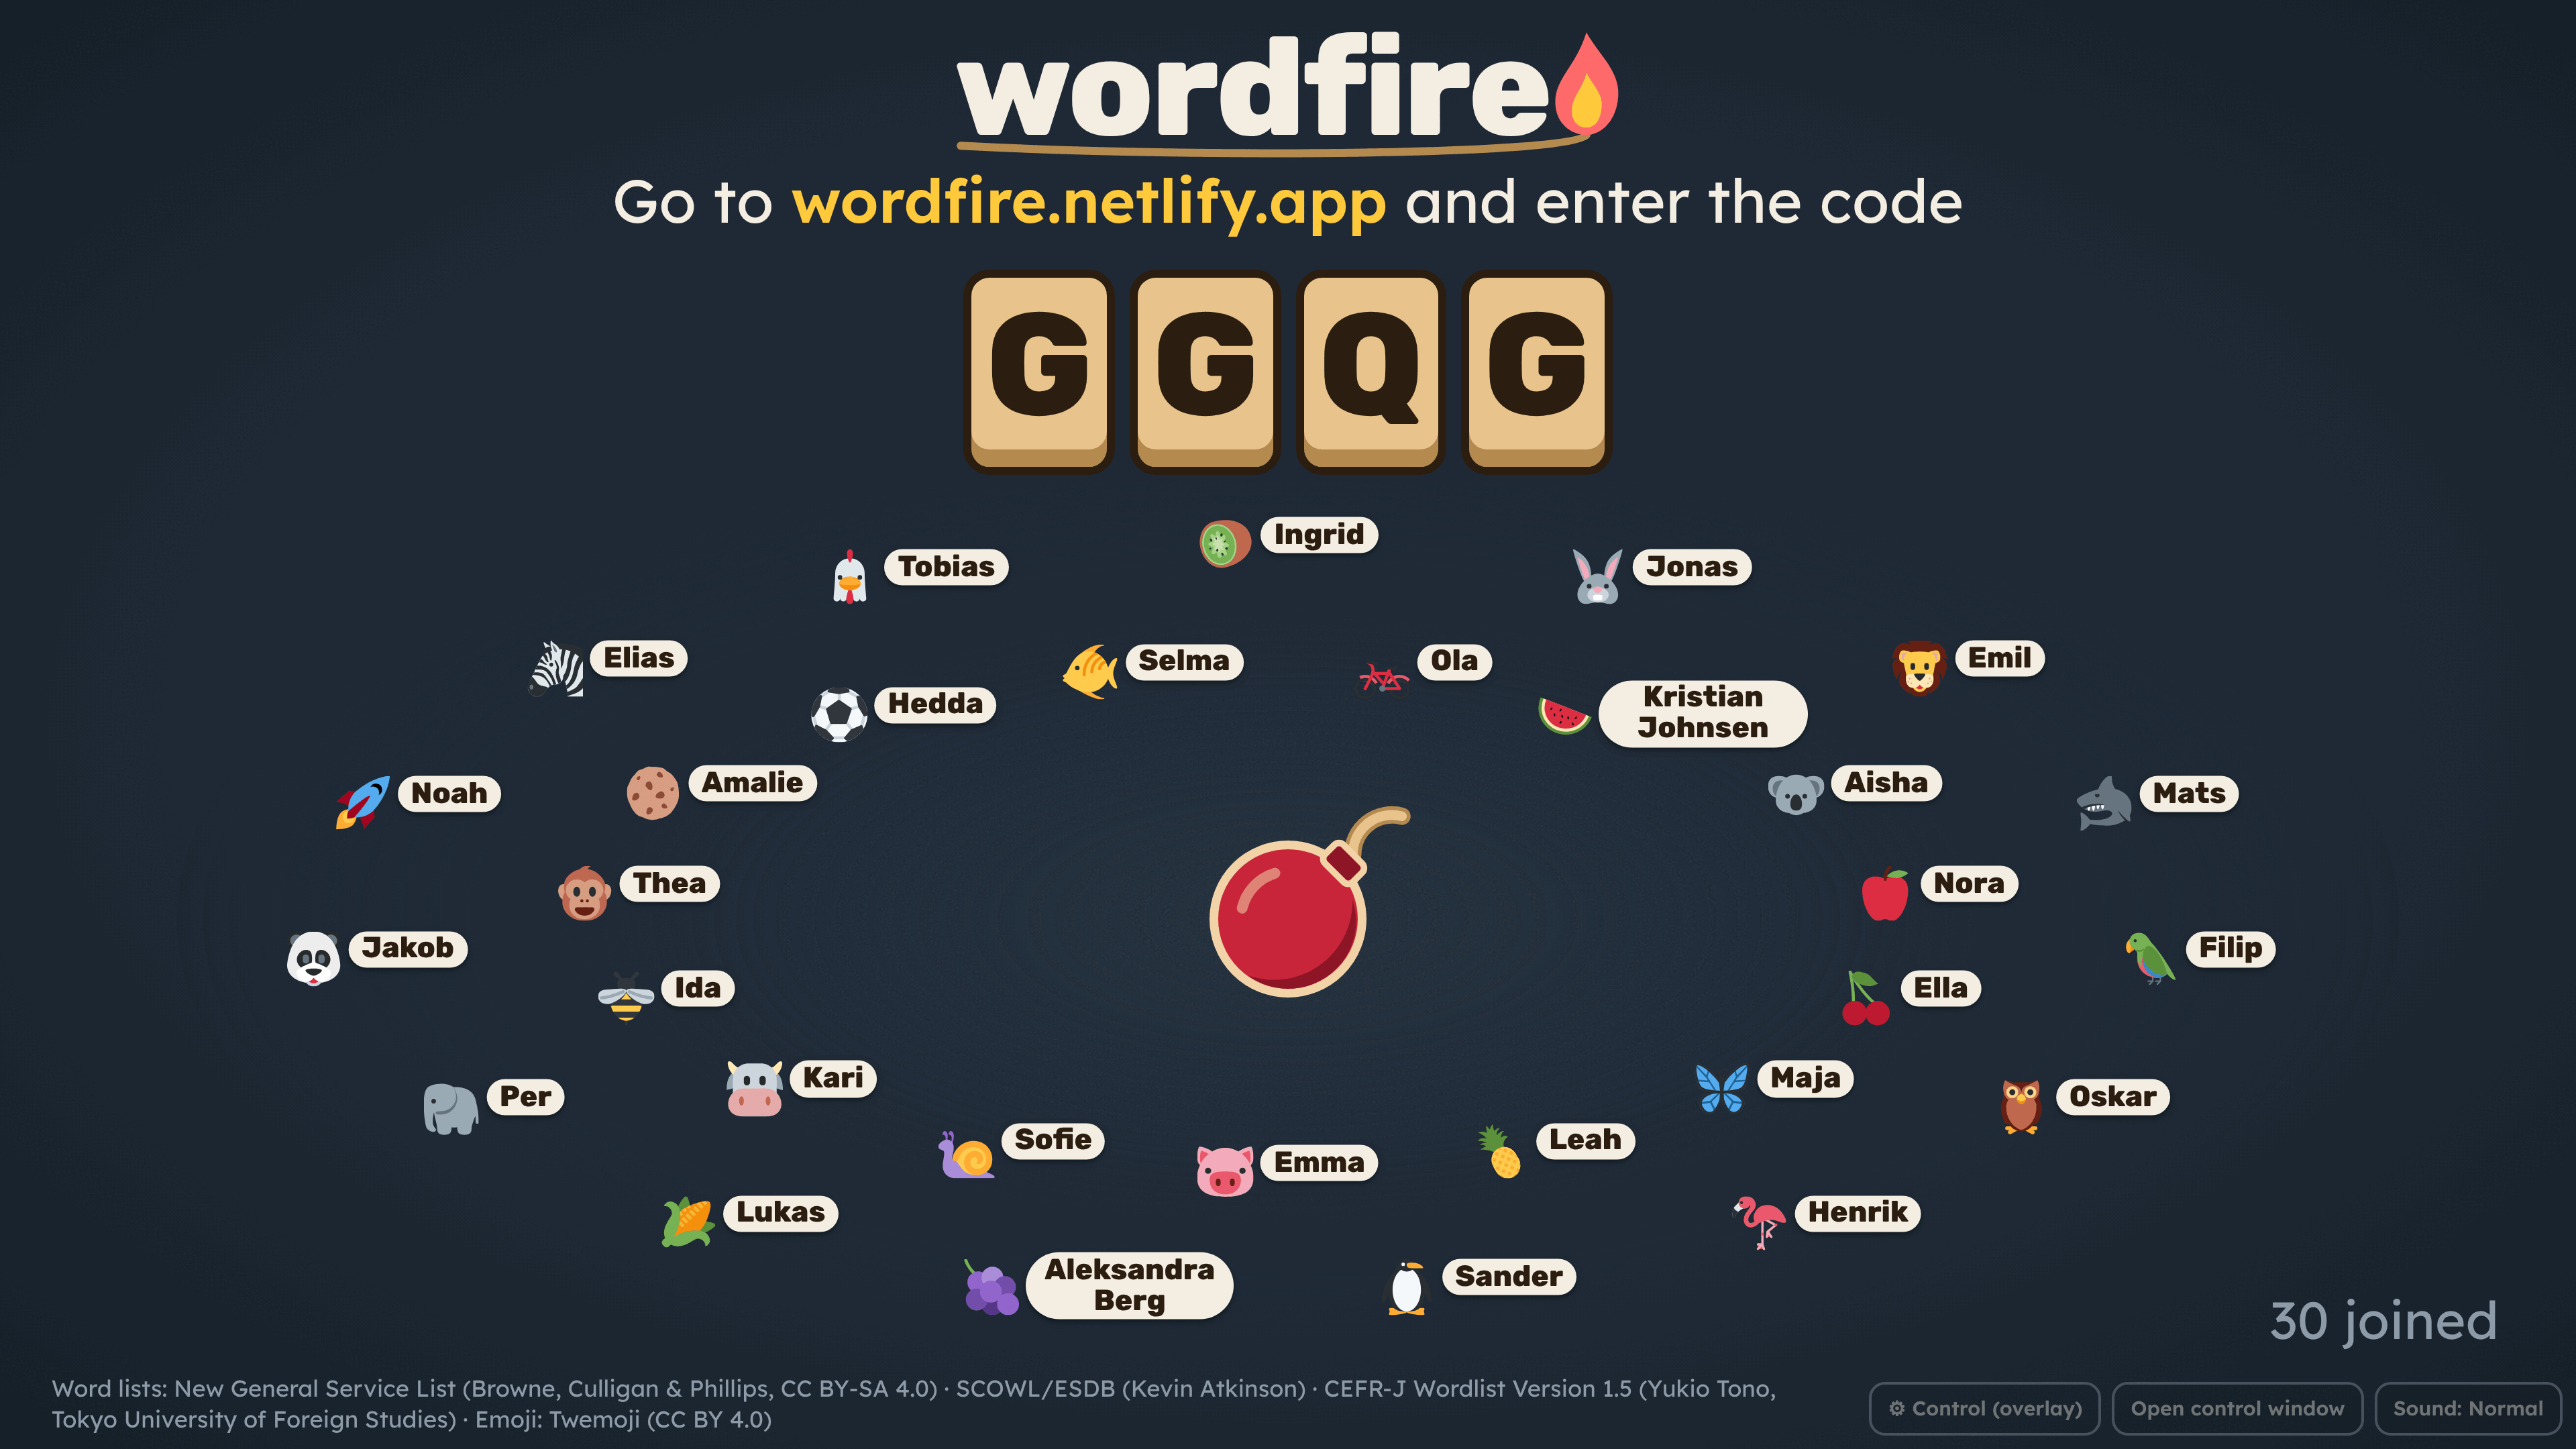 wordfire
Go to wordfire.netlify.app and enter the code
G G Q G
Ingrid
Tobias
Jonas
Elias
Selma
Ola
Emil
Hedda
Kristian
Johnsen
Noah
Amalie
Aisha
Mats
Thea
Nora
Jakob
Filip
Ida
Ella
Per
Kari
Maja
Oskar
Sofie
Emma
Leah
Lukas
Henrik
Aleksandra
Berg
Sander
30 joined
Word lists: New General Service List (Browne, Culligan & Phillips, CC BY-SA 4.0) · SCOWL/ESDB (Kevin Atkinson) · CEFR-J Wordlist Version 1.5 (Yukio Tono,
Tokyo University of Foreign Studies) · Emoji: Twemoji (CC BY 4.0)
⚙ Control (overlay)
Open control window
Sound: Normal